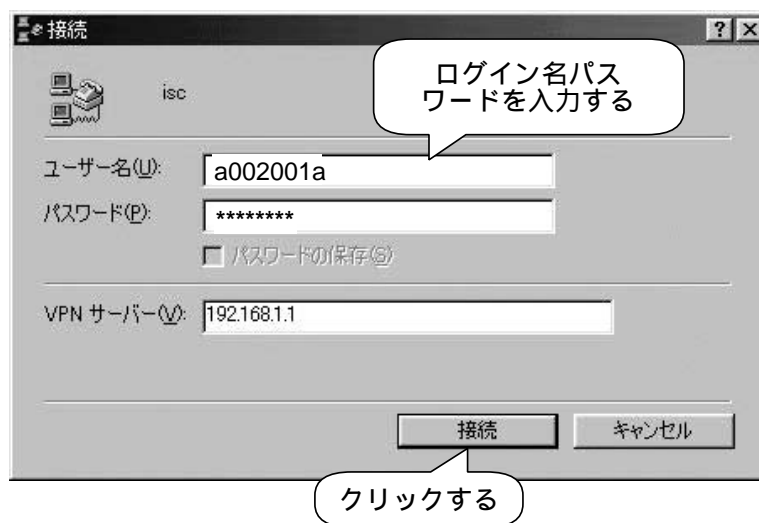 接続
? ×
ログイン名パス
ワードを入力する
isc
ユーザー名(U):
a002001a
パスワード(P):
********
パスワードの保存(S)
VPN サーバー(V):
192.168.1.1
接続
キャンセル
クリックする